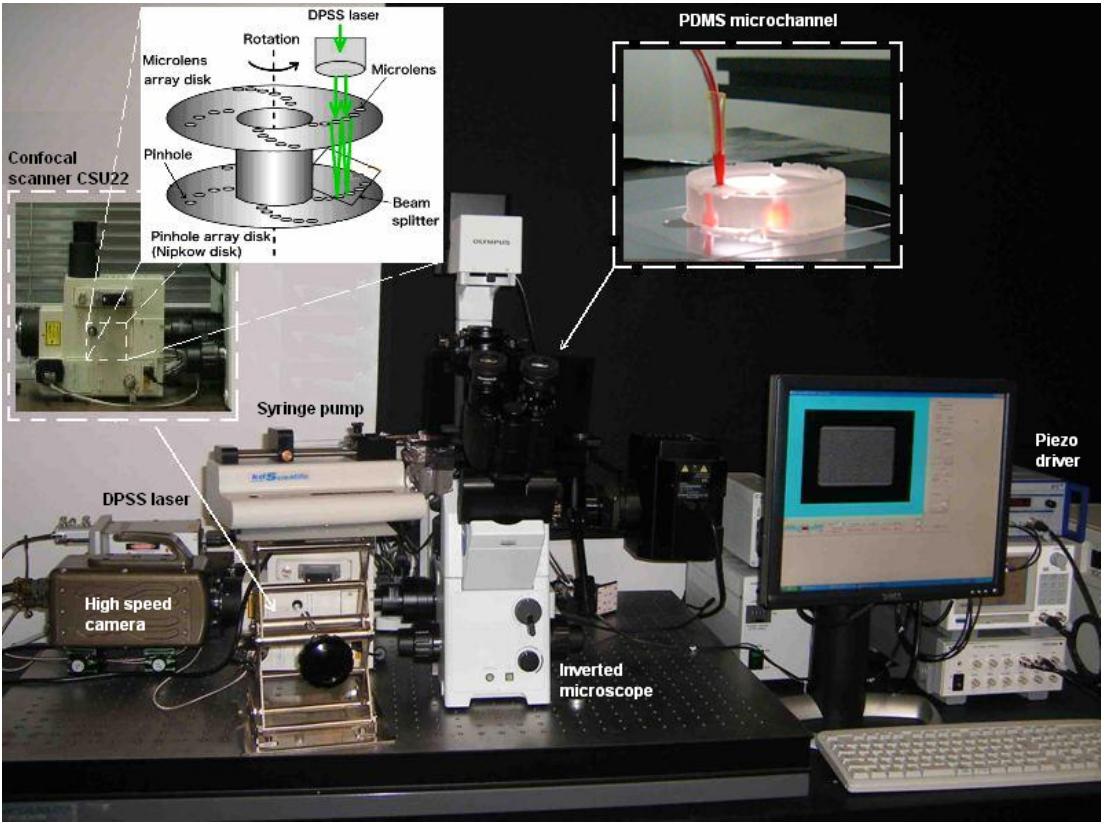 DPSS laser
Rotation
Microlens
array disk
Microlens
Pinhole
Beam
splitter
Pinhole array disk
(Nipkow disk)
PDMS microchannel
Confocal
scanner CSU22
OLYMPUS
Syringe pump
kdScientific
DPSS laser
High speed
camera
Inverted
microscope
Piezo
driver
DELL